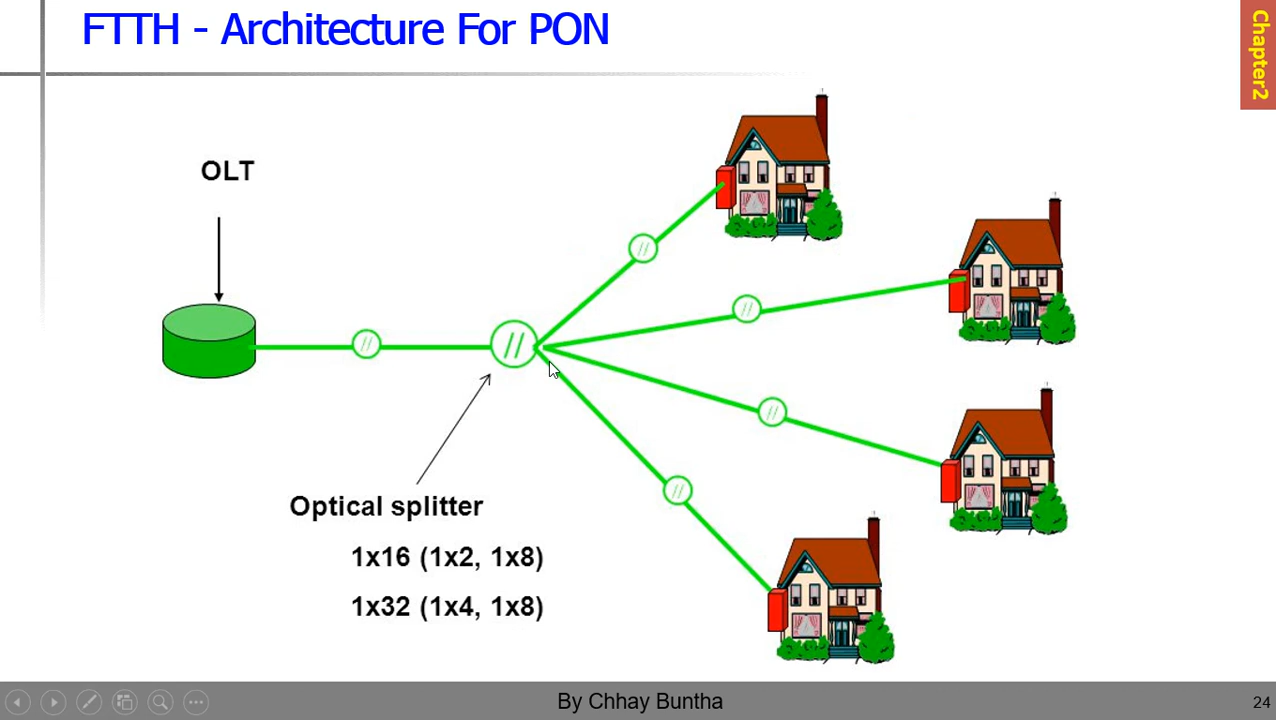 FTTH - Architecture For PON
Chapter2
OLT
Optical splitter
1x16 (1x2, 1x8)
1x32 (1x4, 1x8)
By Chhay Buntha
24